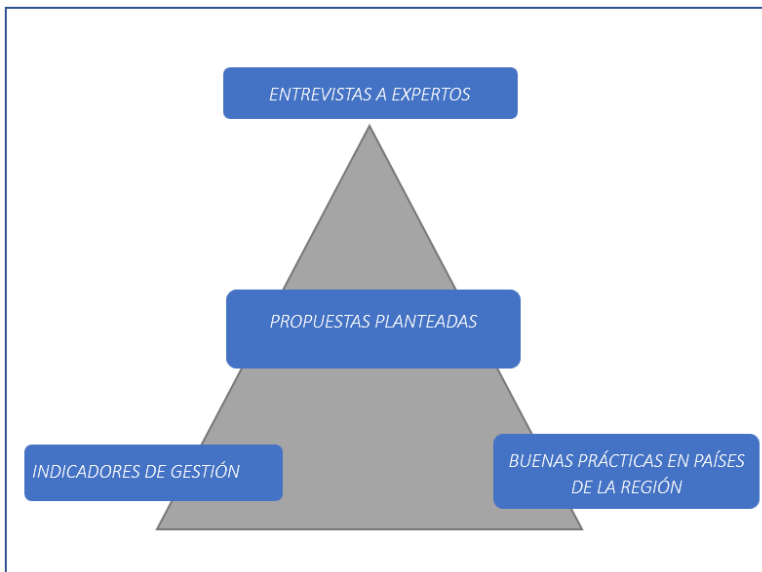 ENTREVISTAS A EXPERTOS
PROPUESTAS PLANTEADAS
INDICADORES DE GESTIÓN
BUENAS PRÁCTICAS EN PAÍSES
DE LA REGIÓN